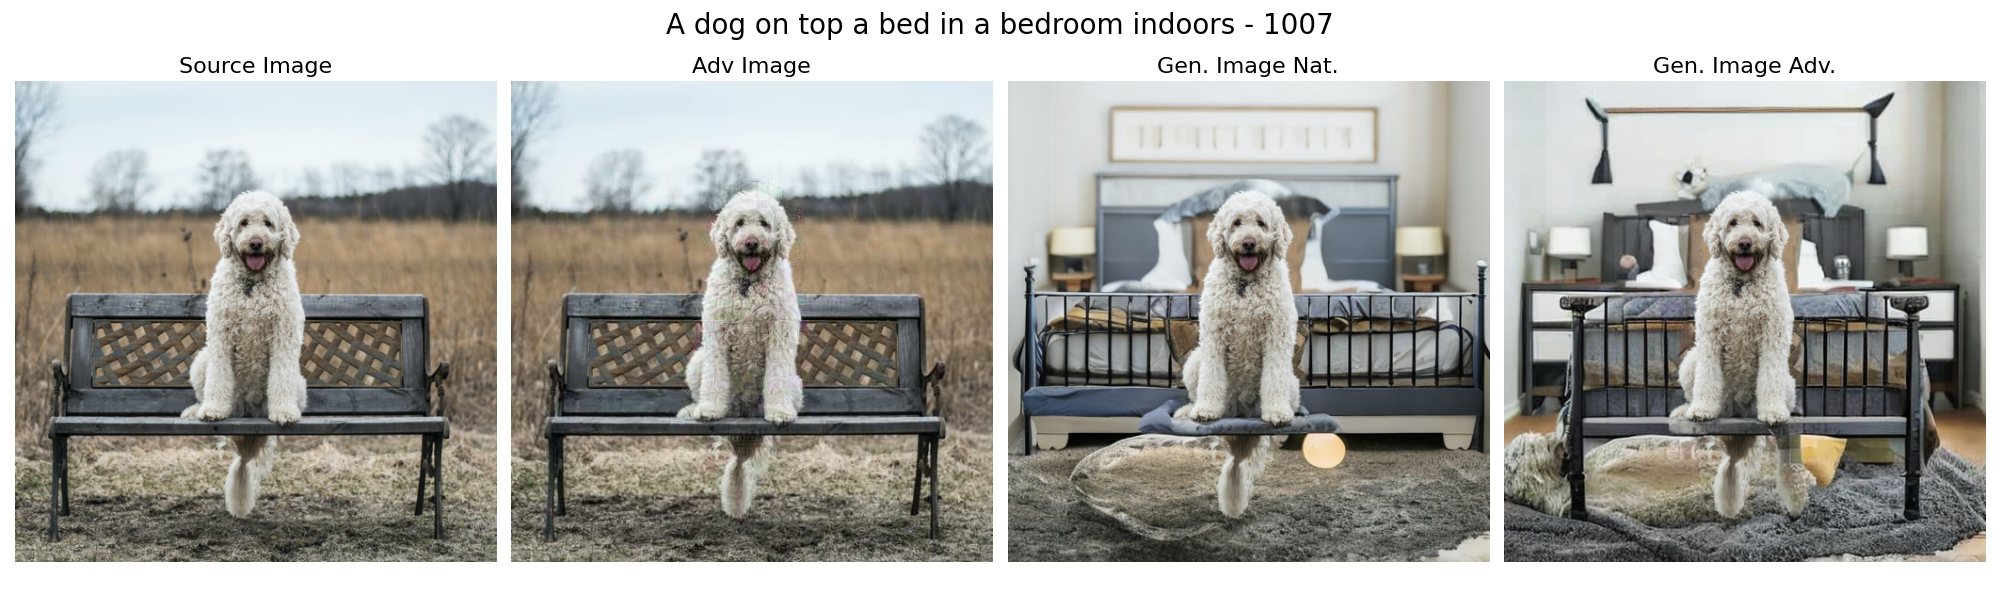 A dog on top a bed in a bedroom indoors - 1007
Source Image
Adv Image
Gen. Image Nat.
Gen. Image Adv.